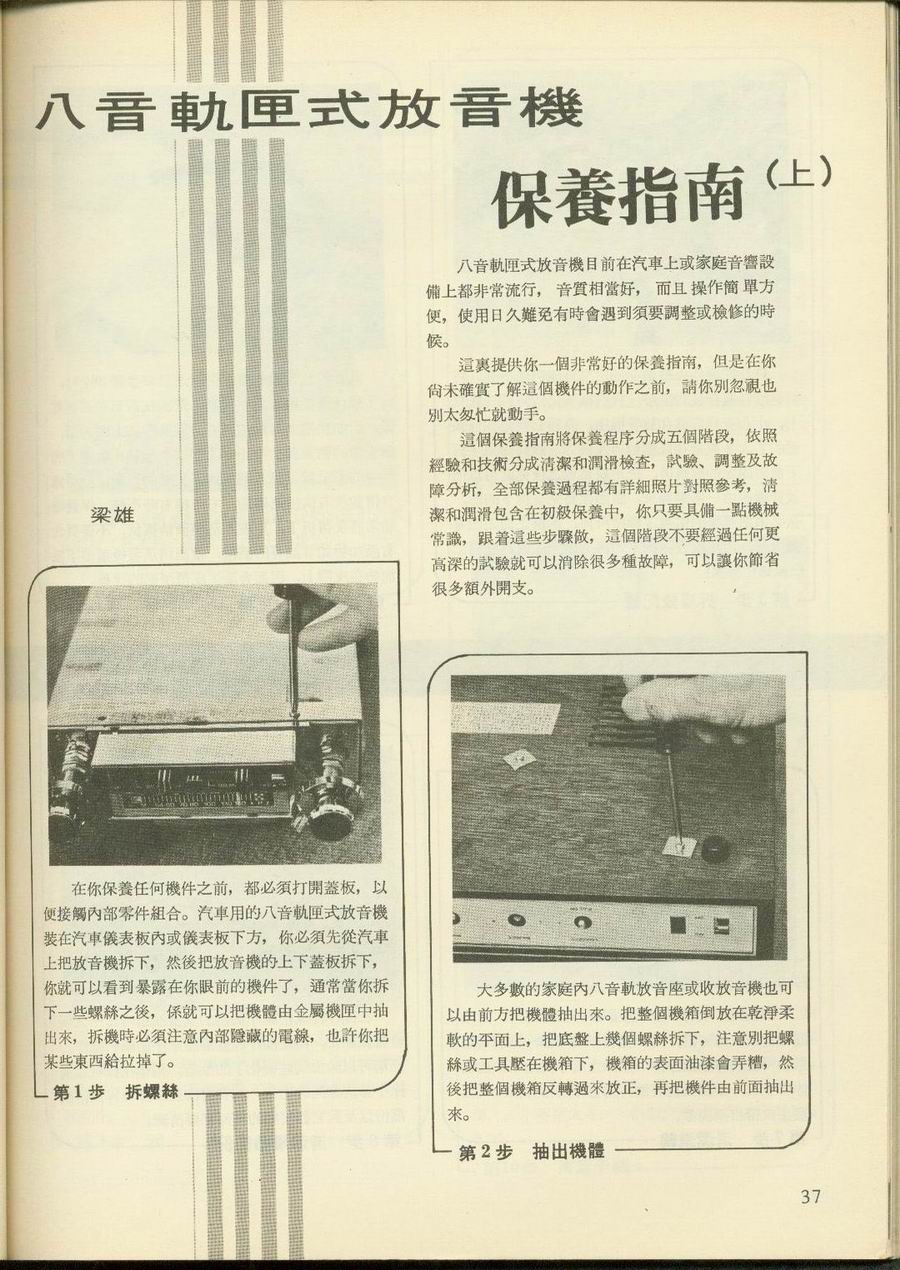 八音軌匣式放音機
保養指南(上)
梁雄
八音軌匣式放音機目前在汽車上或家庭音響設
備上都非常流行，音質相當好，而且操作簡單方
便，使用日久難免有時會遇到須要調整或檢修的時
候。
這裏提供你一個非常好的保養指南，但是在你
尚未確實了解這個機件的動作之前，請你別忽視也
別太匆忙就動手。
這個保養指南將保養程序分成五個階段，依照
經驗和技術分成清潔和潤滑檢查，試驗、調整及故
障分析，全部保養過程都有詳細照片對照參考，清
潔和潤滑包含在初級保養中，你只要具備一點機械
常識，跟着這些步驟做，這個階段不要經過任何更
高深的試驗就可以消除很多種故障，可以讓你節省
很多額外開支。
在你保養任何機件之前，都必須打開蓋板，以
便接觸內部零件組合。汽車用的八音軌匣式放音機
裝在汽車儀表板內或儀表板下方，你必須先從汽車
上把放音機拆下，然後把放音機的上下蓋板拆下，
你就可以看到暴露在你眼前的機件了，通常當你拆
下一些螺絲之後，係就可以把機體由金屬機匣中抽
出來，拆機時必須注意內部隱藏的電線，也許你把
某些東西給拉掉了。
第1步 拆螺絲
大多數的家庭內八音軌放音座或收放音機也可
以由前方把機體抽出來。把整個機箱倒放在乾淨柔
軟的平面上，把底盤上幾個螺絲拆下，注意別把螺
絲或工具壓在機箱下，機箱的表面油漆會弄糟，然
後把整個機箱反轉過來放正，再把機件由前面抽出
來。
第2步 抽出機體
37